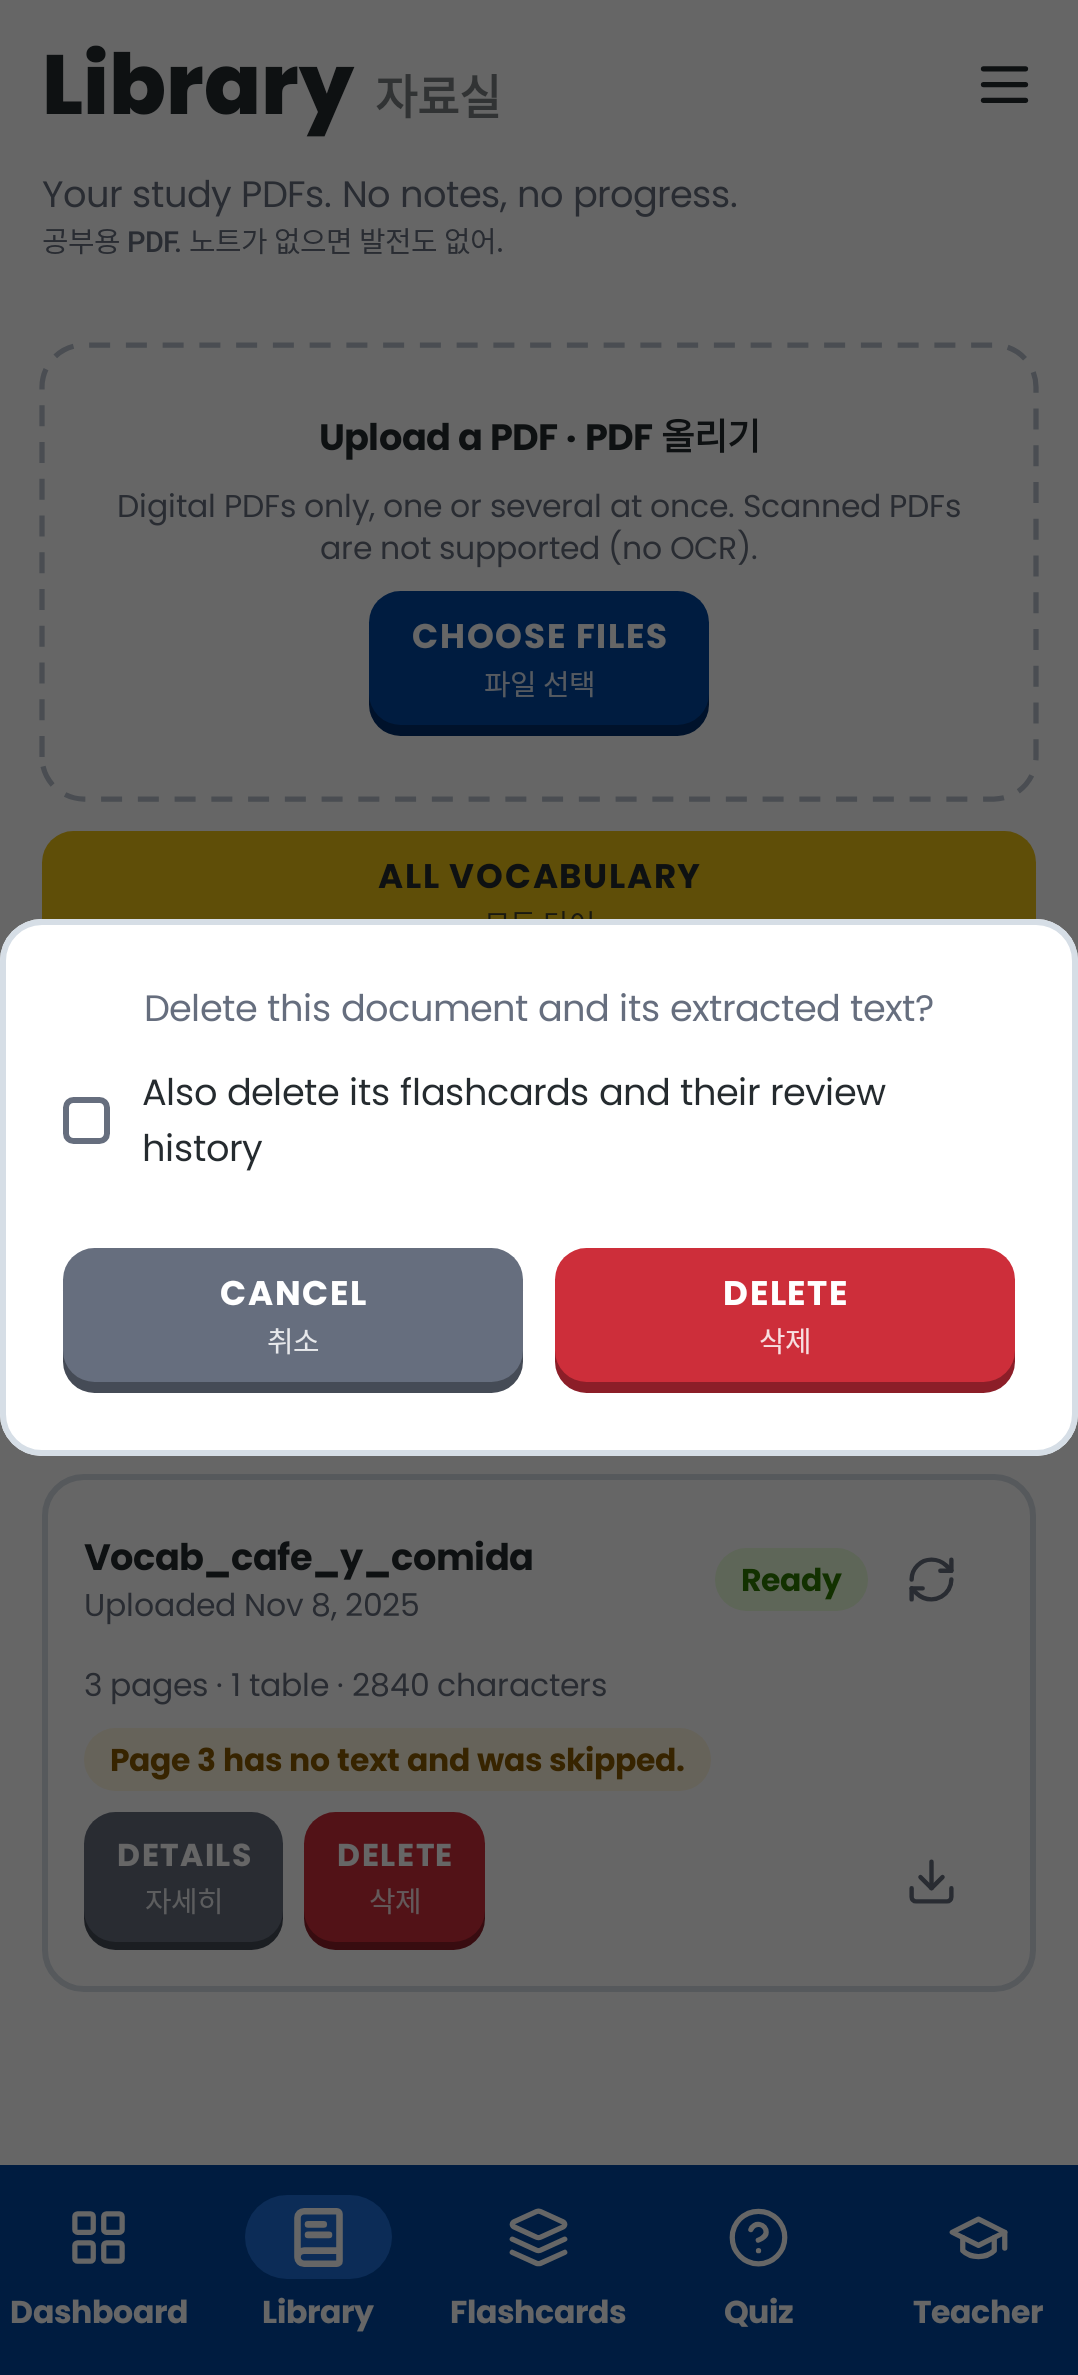 Library 자료실
Your study PDFs. No notes, no progress.
공부용 PDF. 노트가 없으면 발전도 없어.
Upload a PDF · PDF 올리기
Digital PDFs only, one or several at once. Scanned PDFs
are not supported (no OCR).
CHOOSE FILES
파일 선택
ALL VOCABULARY
Delete this document and its extracted text?
Also delete its flashcards and their review
history
CANCEL
취소
DELETE
삭제
Vocab_cafe_y_comida
Uploaded Nov 8, 2025
Ready
3 pages · 1 table · 2840 characters
Page 3 has no text and was skipped.
DETAILS
자세히
DELETE
삭제
Dashboard
Library
Flashcards
Quiz
Teacher